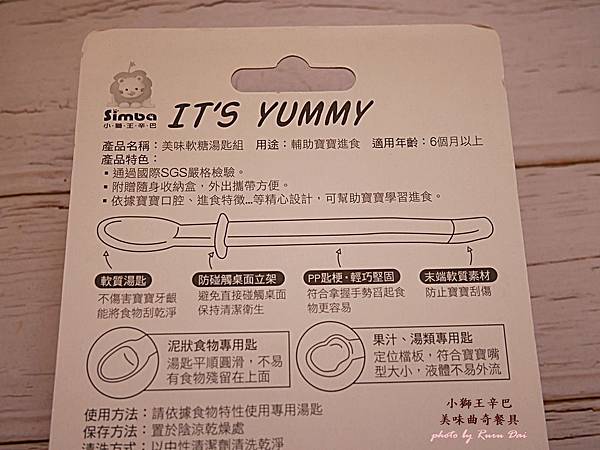 Simba
小·獅·王·辛·巴
IT'S YUMMY
產品名稱：美味軟糖湯匙組　用途：輔助寶寶進食　適用年齡：6個月以上
產品特色：
▪通過國際SGS嚴格檢驗。
▪附贈隨身收納盒，外出攜帶方便。
▪依據寶寶口腔、進食特徵...等精心設計，可幫助寶寶學習進食。
軟質湯匙
不傷害寶寶牙齦
能將食物刮乾淨
防碰觸桌面立架
避免直接碰觸桌面
保持清潔衛生
PP匙梗·輕巧堅固
符合拿握手勢舀起食
物更容易
末端軟質素材
防止寶寶刮傷
泥狀食物專用匙
湯匙平順圓滑，不易
有食物殘留在上面
果汁、湯類專用匙
定位檔板，符合寶寶嘴
型大小，液體不易外流
使用方法：請依據食物特性使用專用湯匙
保存方法：置於陰涼乾燥處
清洗方式：以中性清潔劑清洗乾淨
小獅王辛巴
美味曲奇餐具
photo by Ruru Dai